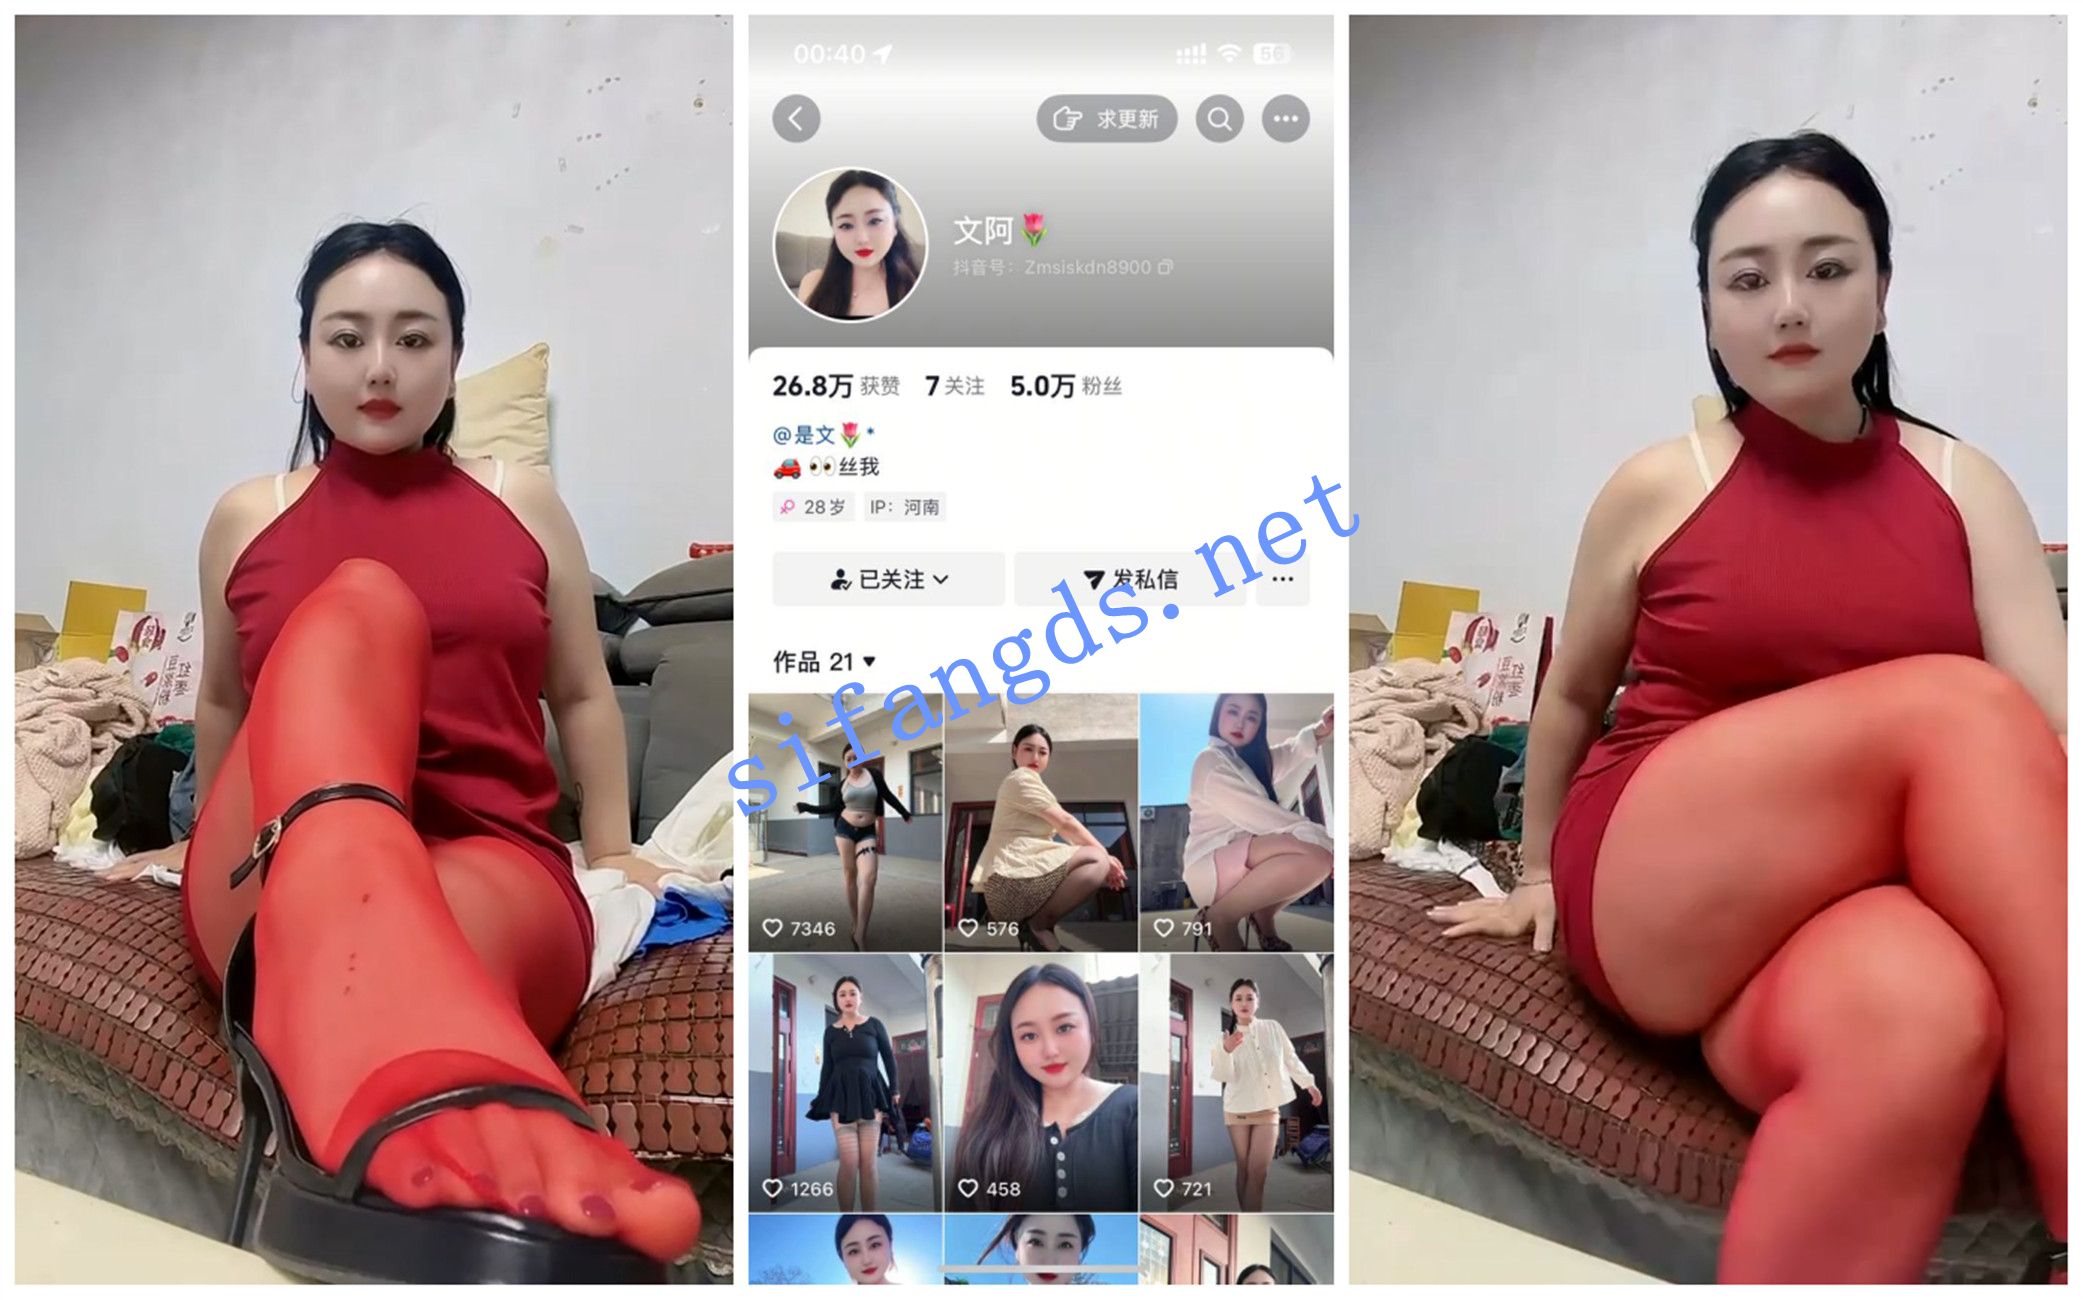 00:40
56
求更新
文阿🌷
抖音号：Zmsiskdn8900
26.8万 获赞 7 关注 5.0万 粉丝
@是文🌷*
🚗 👀丝我
28岁 IP：河南
已关注 发私信
作品 21
sifangds.net
7346 576 791
1266 458 721